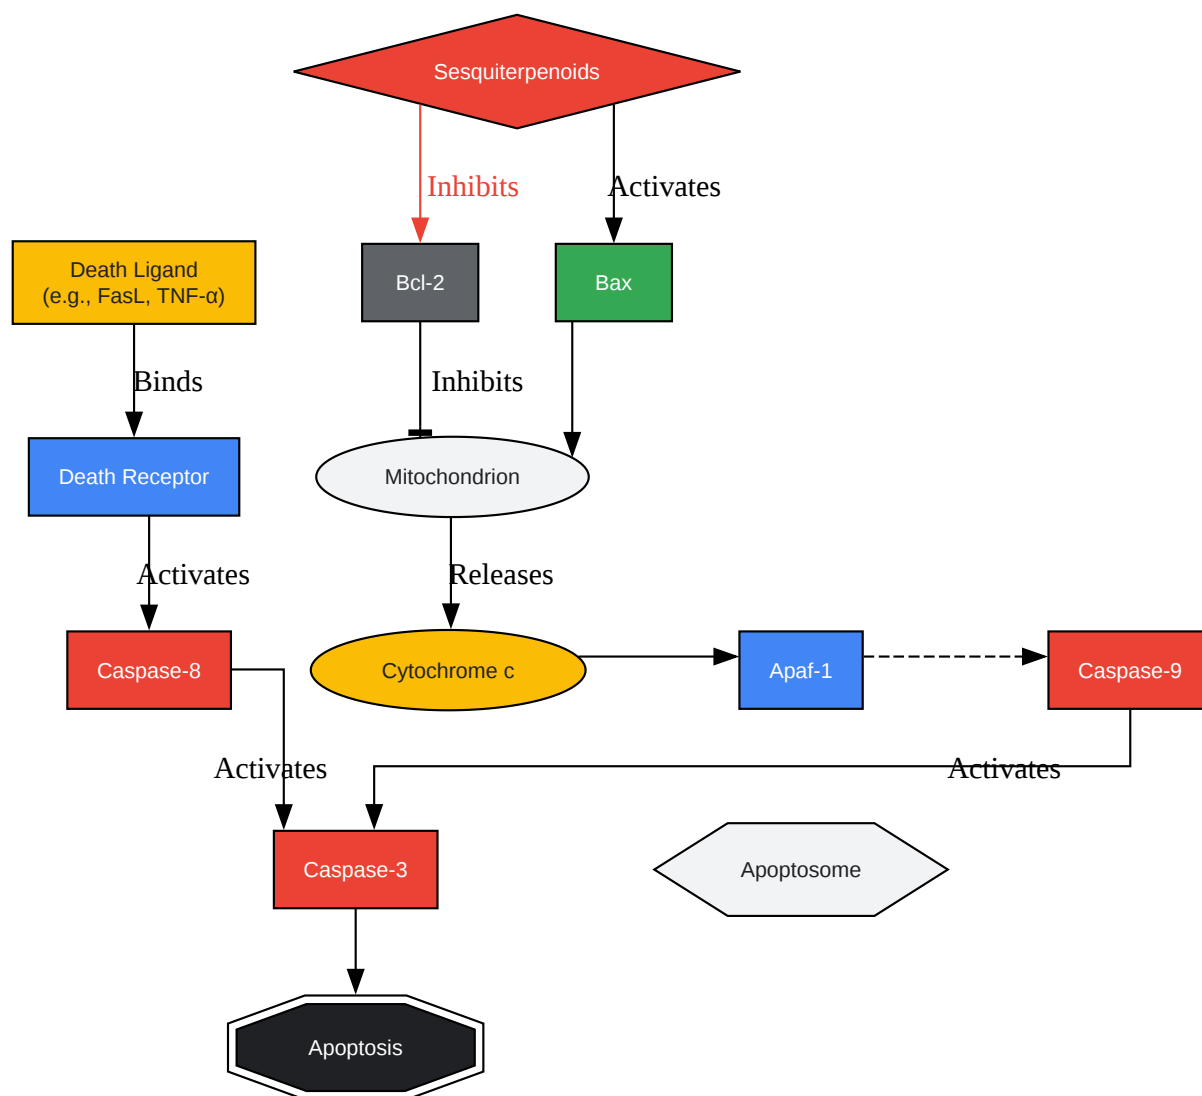 Sesquiterpenoids
Inhibits
Activates
Death Ligand
(e.g., FasL, TNF-α)
Bcl-2
Bax
Binds
Inhibits
Death Receptor
Mitochondrion
Activates
Releases
Caspase-8
Cytochrome c
Apaf-1
Caspase-9
Activates
Activates
Caspase-3
Apoptosome
Apoptosis